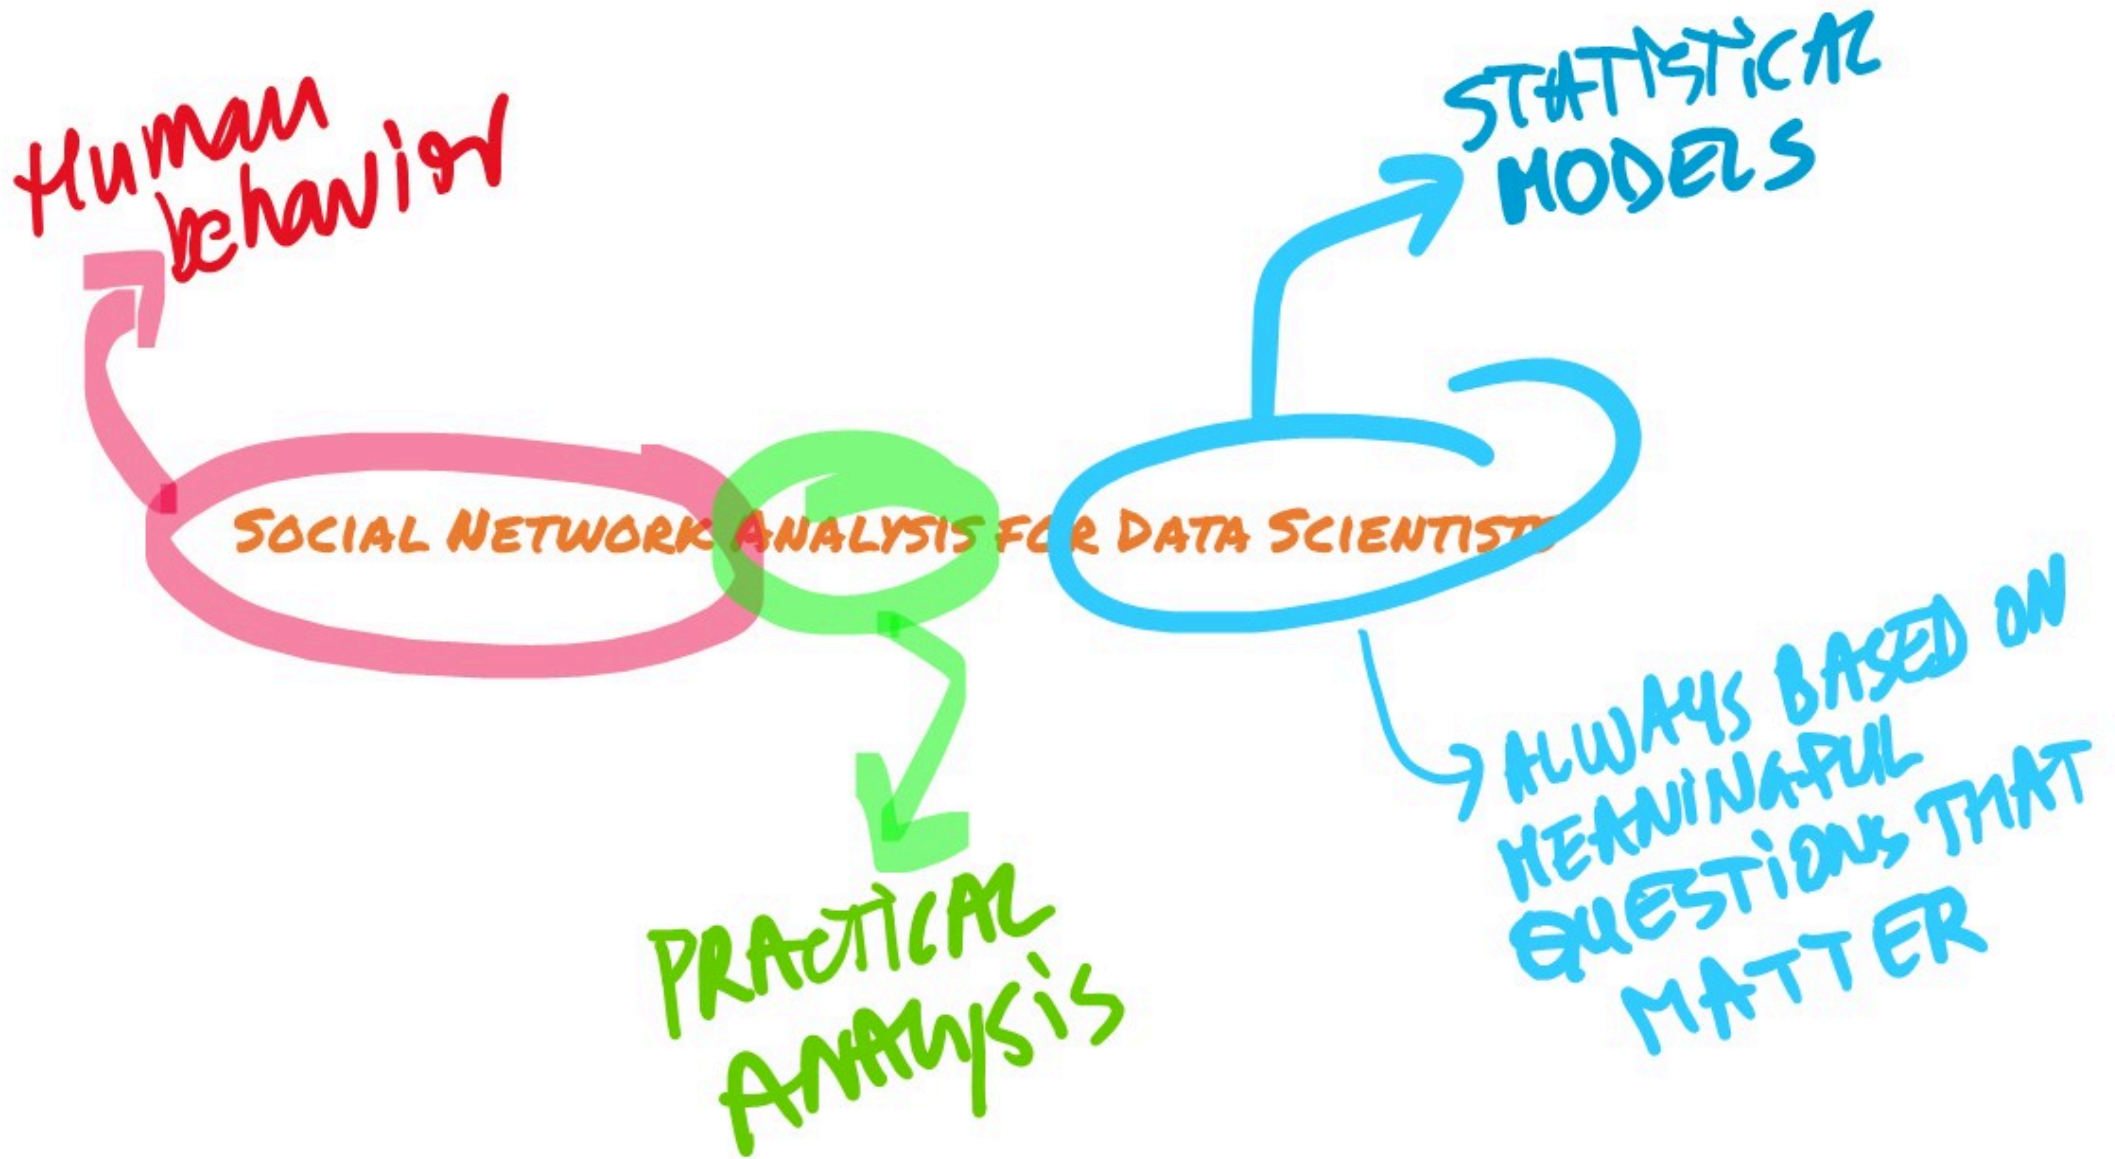 Human
behavior
STATISTICAL
MODELS
SOCIAL NETWORK ANALYSIS FOR DATA SCIENTISTS
PRACTICAL
ANALYSIS
ALWAYS BASED ON
MEANINGFUL
QUESTIONS THAT
MATTER